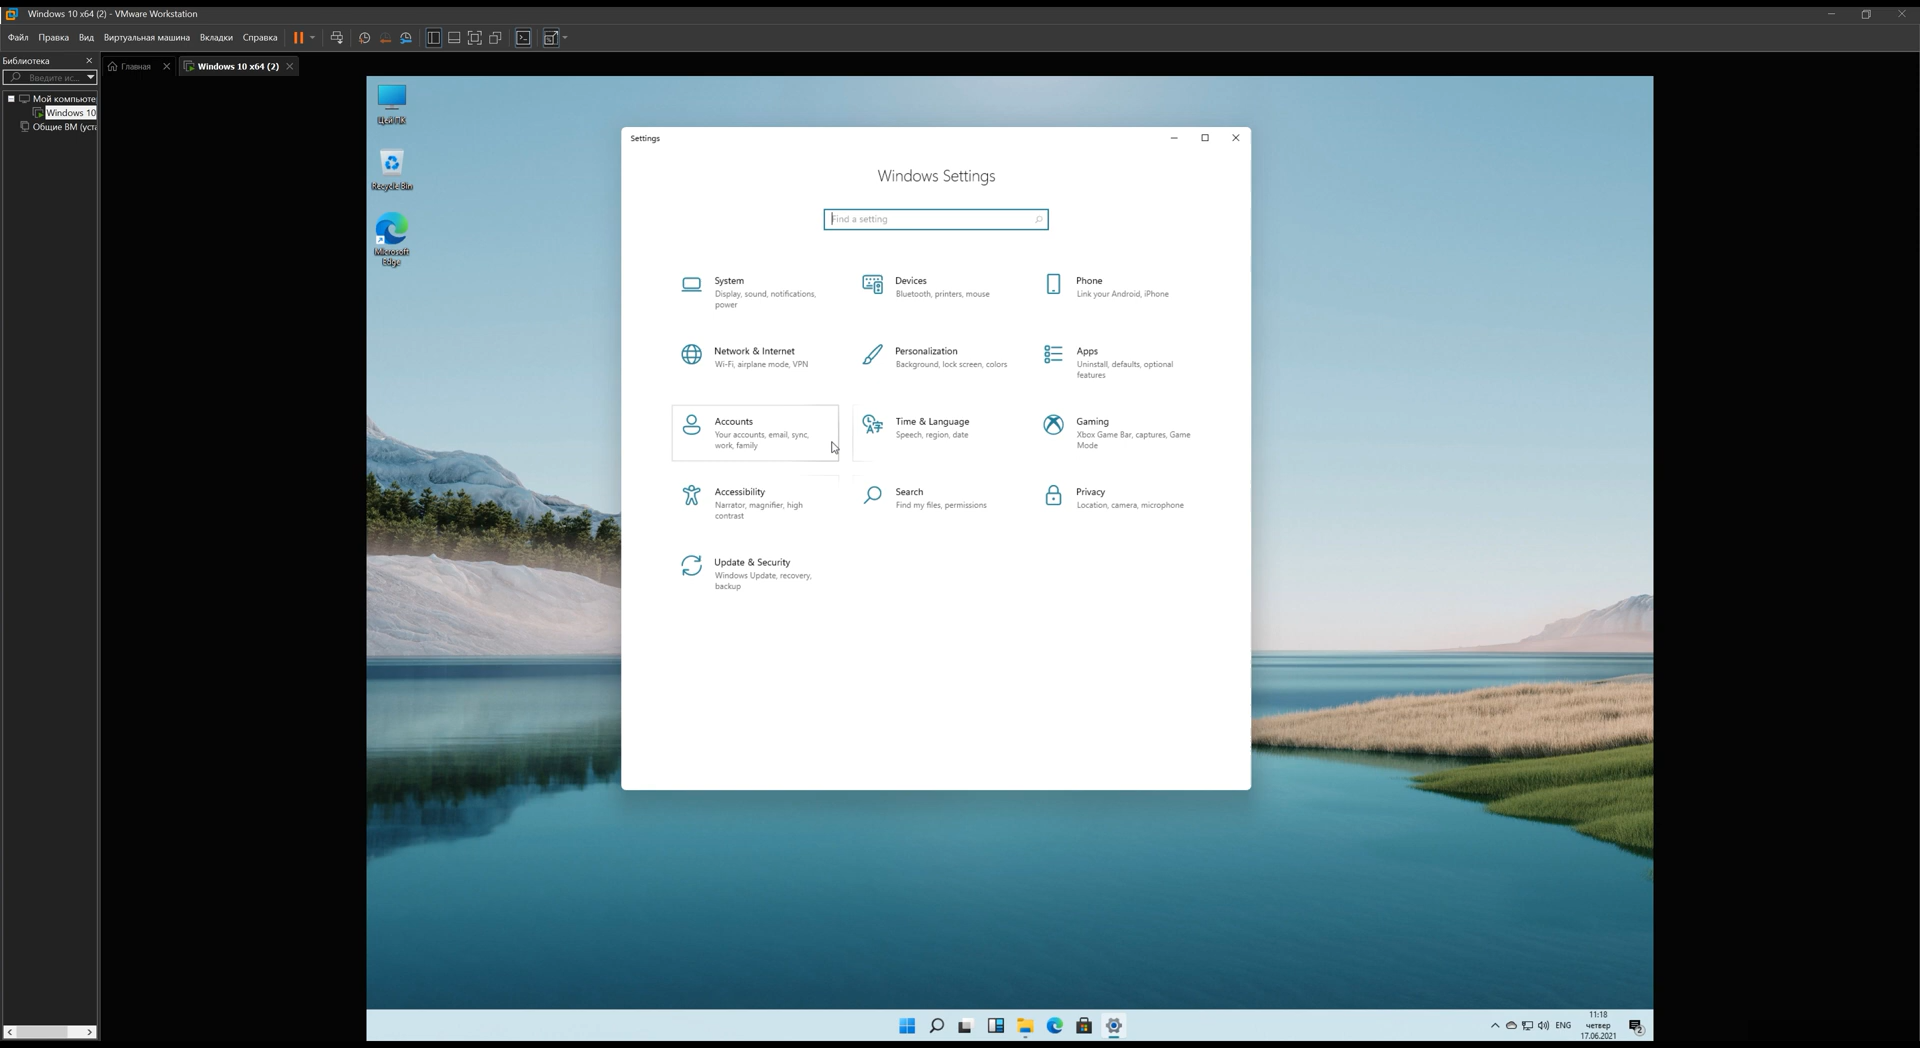 Windows 10 x64 (2) - VMware Workstation
Файл Правка Вид Виртуальная машина Вкладки Справка
Библиотека
Главная
Windows 10 x64 (2)
Введите ис...
Мой компьюте
Windows 10
Общие ВМ (уста
Цей ПК
Recycle Bin
Microsoft
Edge
Settings
Windows Settings
Find a setting
System
Display, sound, notifications,
power
Devices
Bluetooth, printers, mouse
Phone
Link your Android, iPhone
Network & Internet
Wi-Fi, airplane mode, VPN
Personalization
Background, lock screen, colors
Apps
Uninstall, defaults, optional
features
Accounts
Your accounts, email, sync,
work, family
Time & Language
Speech, region, date
Gaming
Xbox Game Bar, captures, Game
Mode
Accessibility
Narrator, magnifier, high
contrast
Search
Find my files, permissions
Privacy
Location, camera, microphone
Update & Security
Windows Update, recovery,
backup
ENG
11:18
четвер
17.06.2021
2